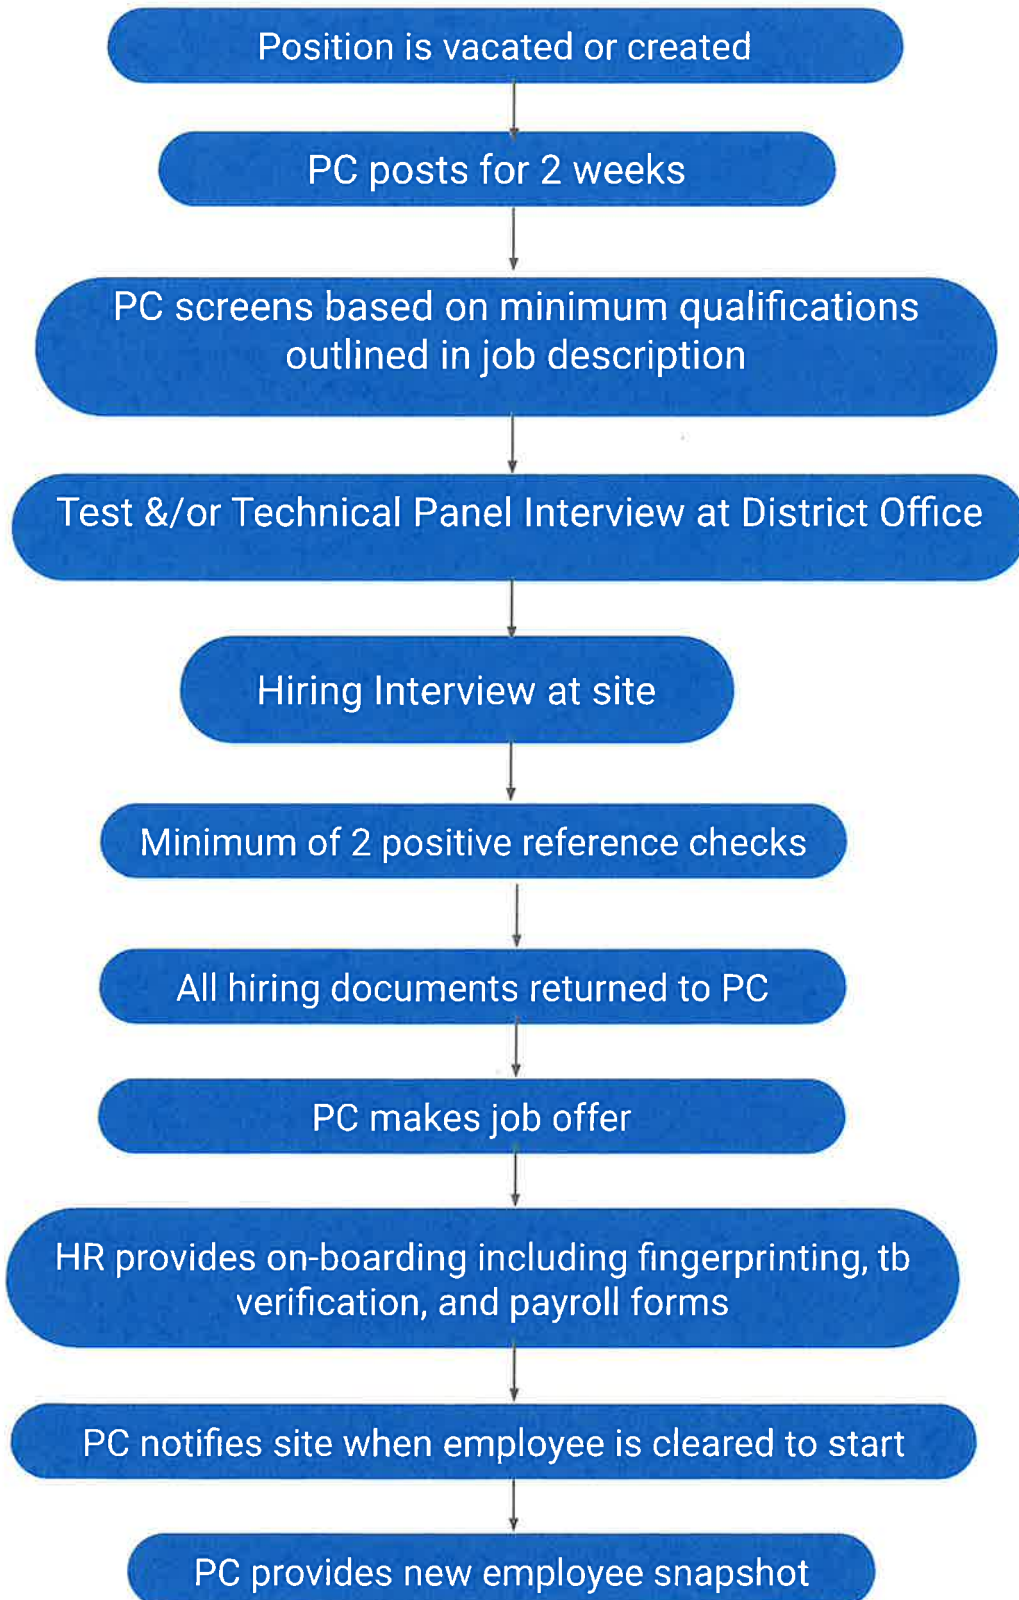 Position is vacated or created
PC posts for 2 weeks
PC screens based on minimum qualifications
outlined in job description
Test &/or Technical Panel Interview at District Office
Hiring Interview at site
Minimum of 2 positive reference checks
All hiring documents returned to PC
PC makes job offer
HR provides on-boarding including fingerprinting, tb
verification, and payroll forms
PC notifies site when employee is cleared to start
PC provides new employee snapshot